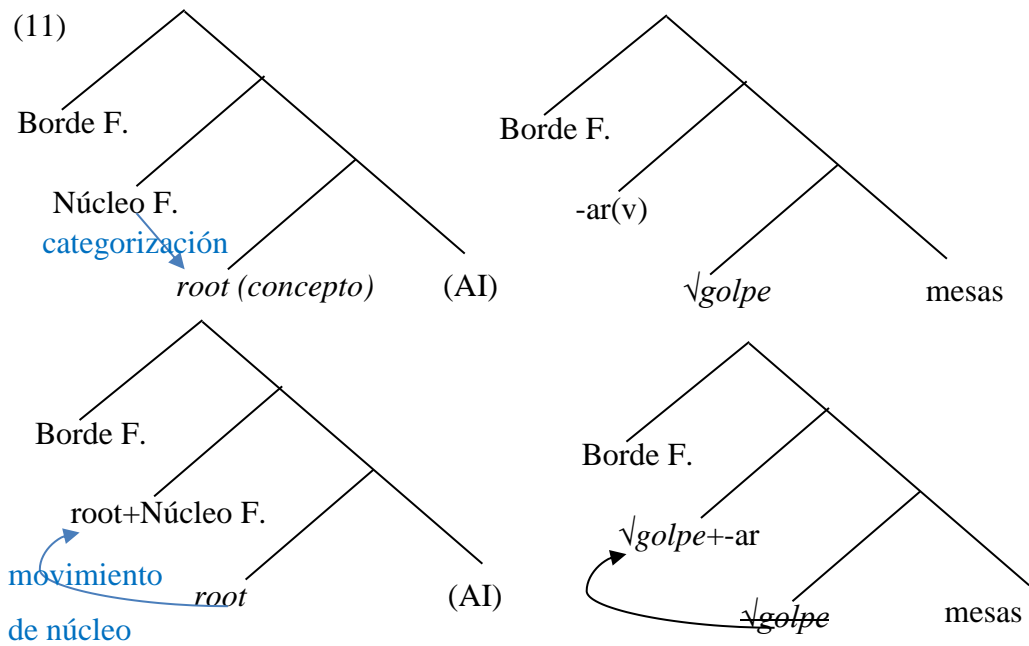 (11)
Borde F.
Núcleo F.
categorización
root (concepto)
(AI)
Borde F.
-ar(v)
√golpe
mesas
Borde F.
root+Núcleo F.
movimiento
de núcleo
root
(AI)
Borde F.
√golpe+-ar
√golpe
mesas